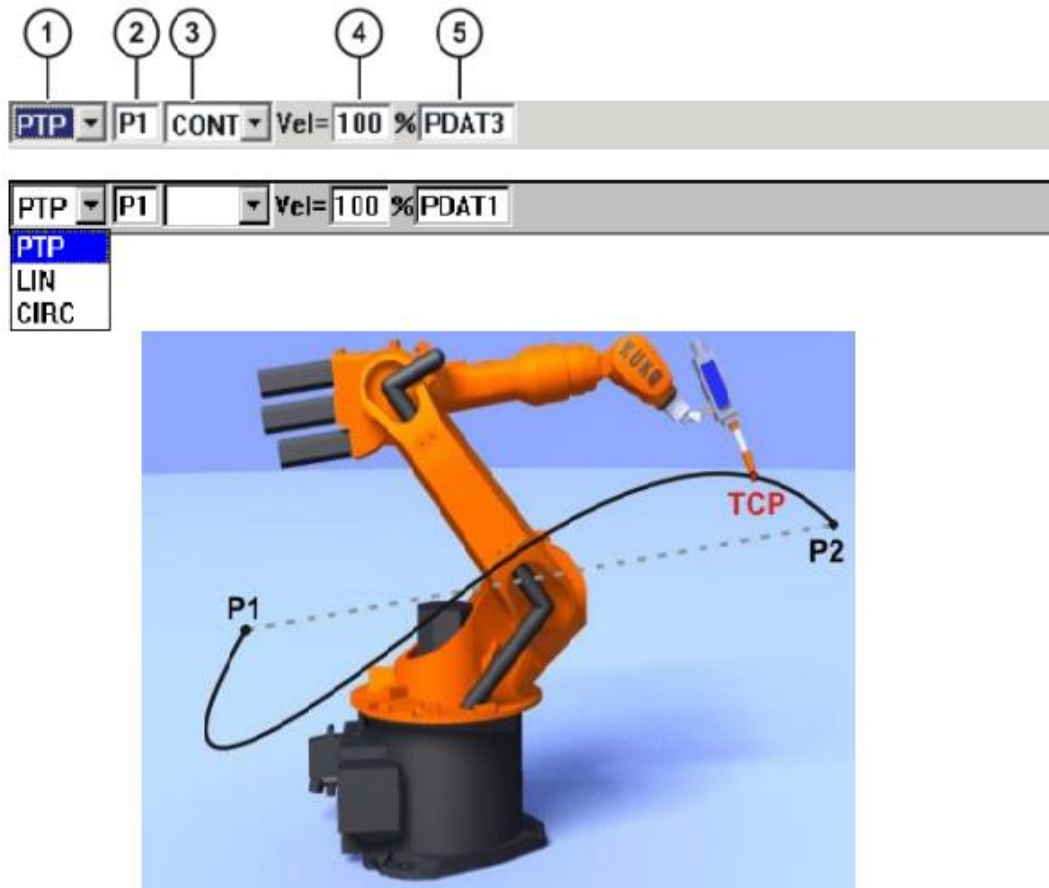 1 2 3 4 5
PTP P1 CONT Vel= 100 % PDAT3
PTP P1 Vel= 100 % PDAT1
PTP
LIN
CIRC
KUKA
TCP
P2
P1